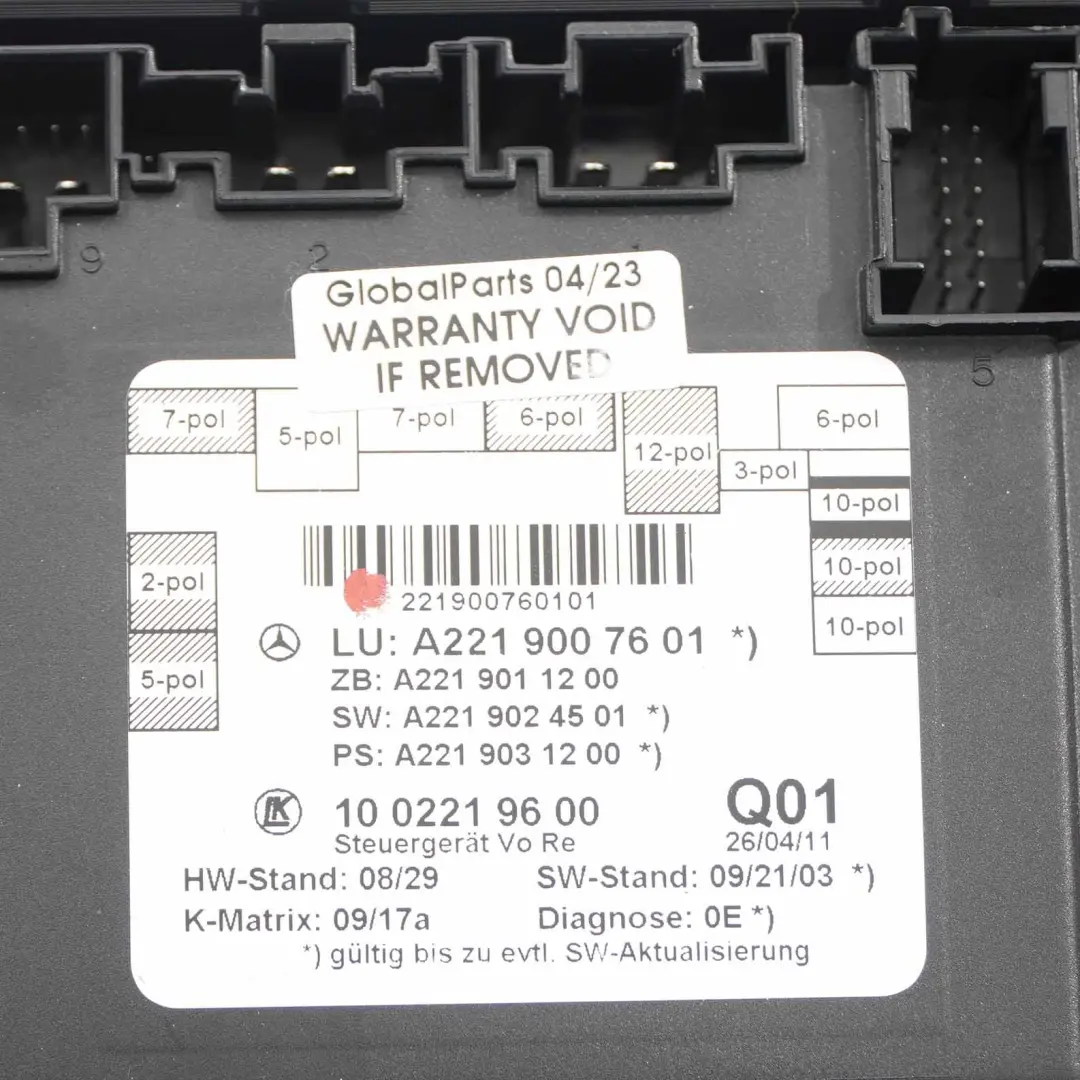 9 2 1
GlobalParts 04/23
WARRANTY VOID
IF REMOVED
5
7-pol 5-pol 7-pol 6-pol 12-pol 3-pol 6-pol
10-pol
2-pol 10-pol
5-pol 10-pol
221900760101
LU: A221 900 76 01 *)
ZB: A221 901 12 00
SW: A221 902 45 01 *)
PS: A221 903 12 00 *)
LK 10 0221 96 00 Q01
Steuergerät Vo Re 26/04/11
HW-Stand: 08/29 SW-Stand: 09/21/03 *)
K-Matrix: 09/17a Diagnose: 0E *)
*) gültig bis zu evtl. SW-Aktualisierung